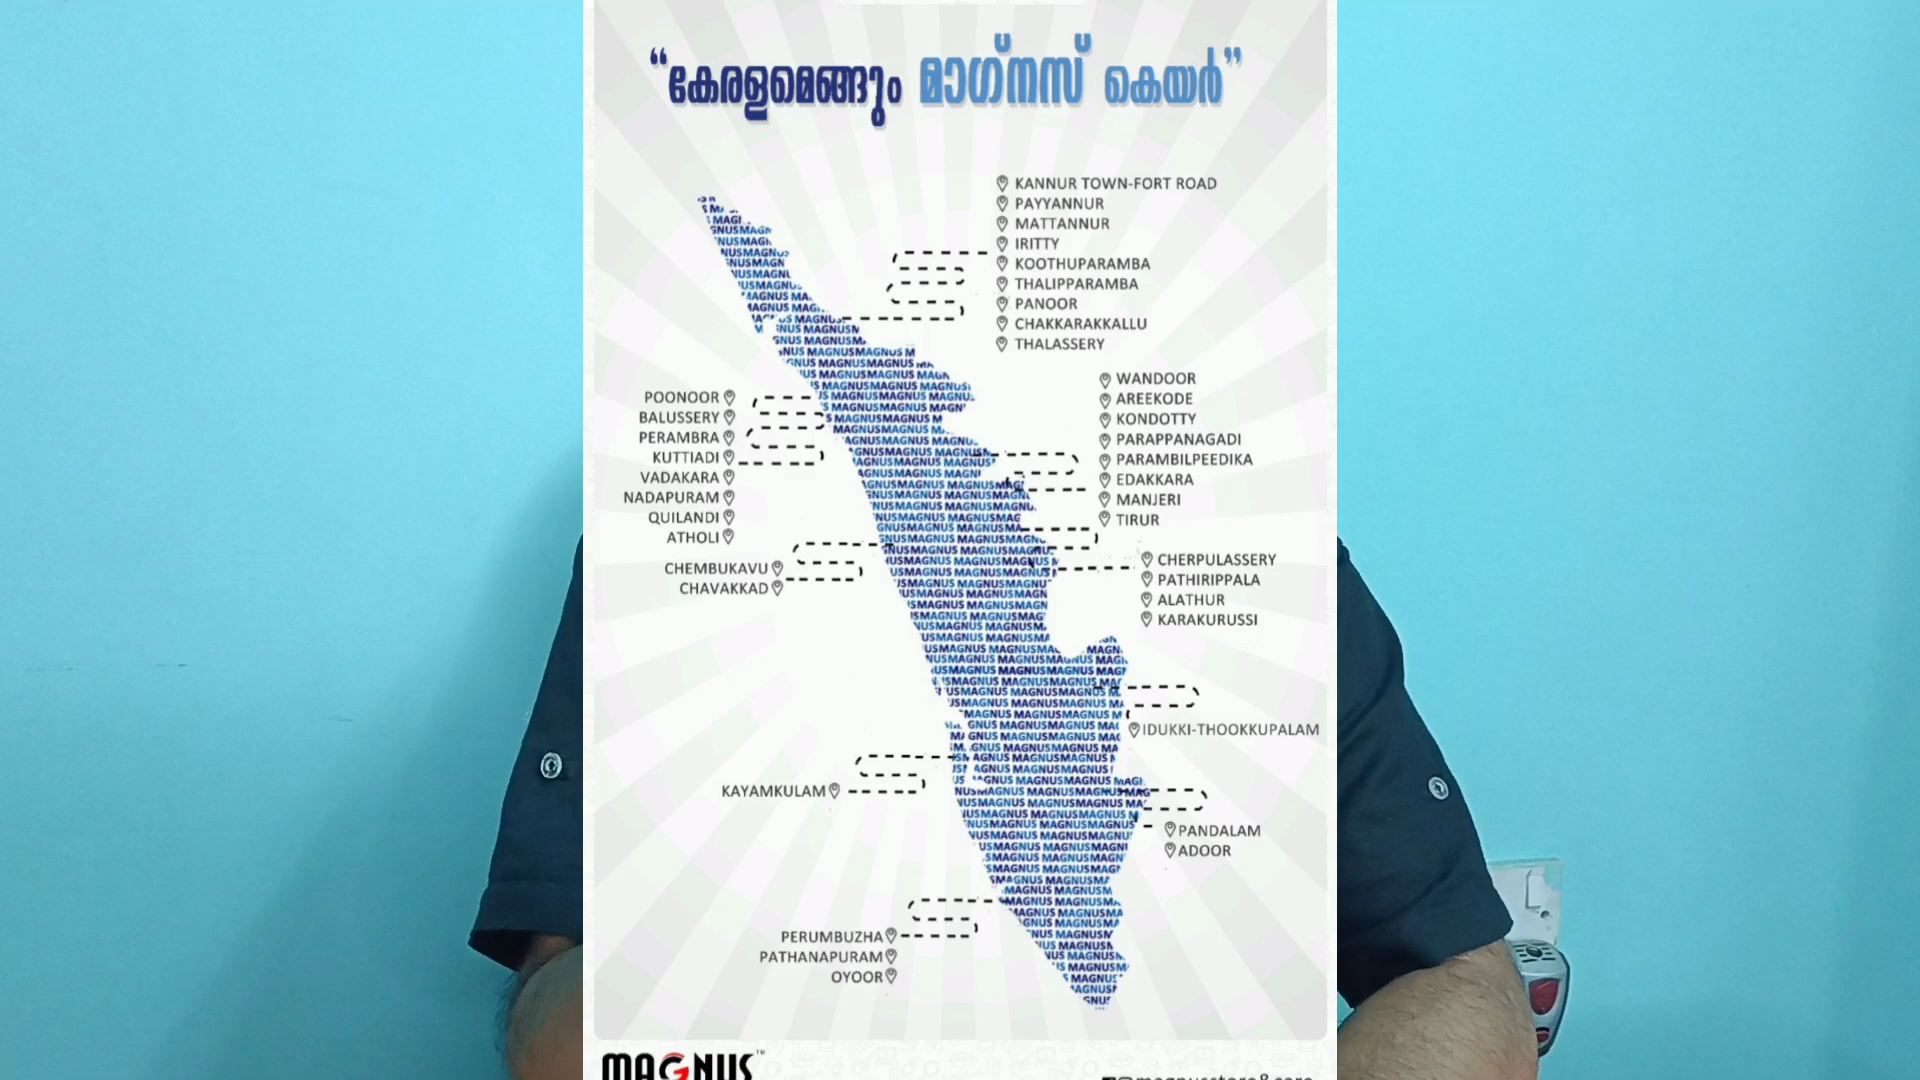 “കേരളമെങ്ങും മാഗ്നസ് കെയർ”
KANNUR TOWN-FORT ROAD
PAYYANNUR
MATTANNUR
IRITTY
KOOTHUPARAMBA
THALIPPARAMBA
PANOOR
CHAKKARAKKALLU
THALASSERY
WANDOOR
AREEKODE
KONDOTTY
PARAPPANAGADI
PARAMBILPEEDIKA
EDAKKARA
MANJERI
TIRUR
POONOOR
BALUSSERY
PERAMBRA
KUTTIADI
VADAKARA
NADAPURAM
QUILANDI
ATHOLI
CHEMBUKAVU
CHAVAKKAD
CHERPULASSERY
PATHIRIPPALA
ALATHUR
KARAKURUSSI
IDUKKI-THOOKKUPALAM
KAYAMKULAM
PANDALAM
ADOOR
PERUMBUZHA
PATHANAPURAM
OYOOR
MAGNUS™